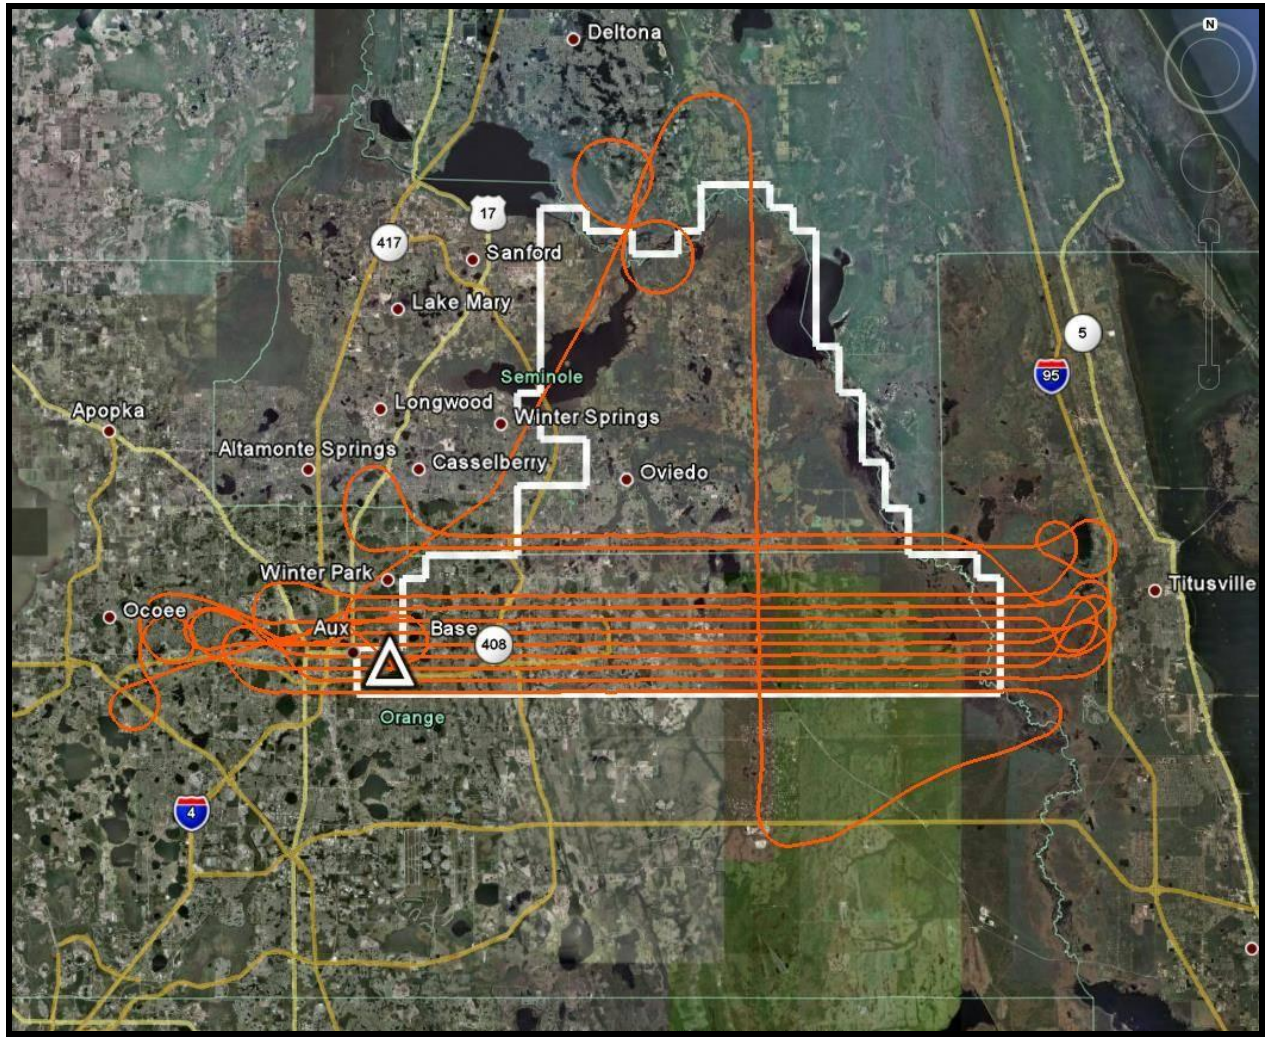 N
Deltona
17
417
Sanford
Lake Mary
5
95
Seminole
Longwood
Winter Springs
Apopka
Altamonte Springs
Casselberry
Oviedo
Winter Park
Titusville
Ocoee
Aux
Base
408
Orange
4